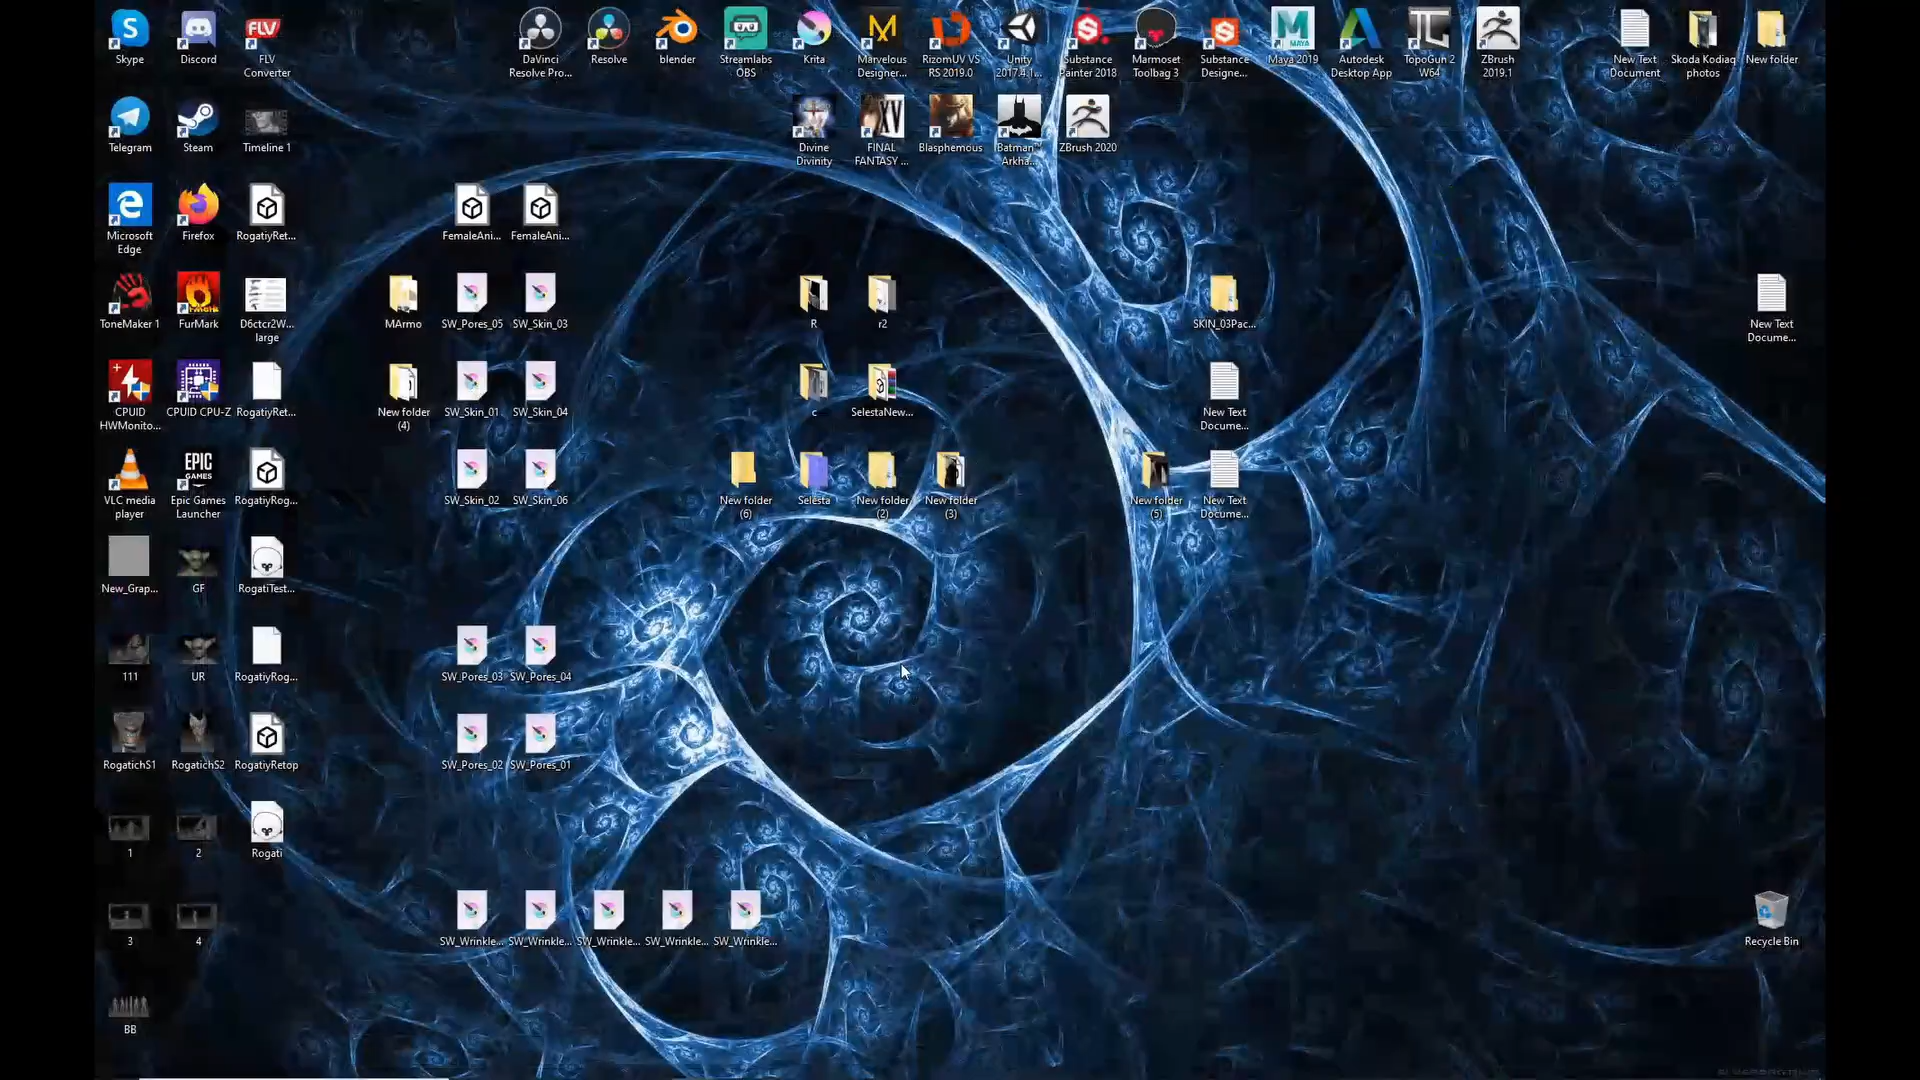 FLV
Skype
Discord
FLV
Converter
DaVinci
Resolve Pro...
Resolve
blender
Streamlabs
OBS
Krita
Marvelous
Designer...
RizomUV VS
RS 2019.0
Unity
2017.4.1...
Substance
Painter 2018
Marmoset
Toolbag 3
Substance
Designe...
MAYA
Maya 2019
Autodesk
Desktop App
TopoGun 2
W64
ZBrush
2019.1
New Text
Document
Skoda Kodiaq
photos
New folder
Telegram
Steam
Timeline 1
Divine
Divinity
XV
FINAL
FANTASY ...
Blasphemous
Batman™
Arkha...
ZBrush 2020
Microsoft
Edge
Firefox
RogatiyRet...
FemaleAni...
FemaleAni...
ToneMaker 1
FurMark
D6ctcr2W...
large
MArmo
SW_Pores_05
SW_Skin_03
R
r2
SKIN_03Pac...
New Text
Docume...
CPUID
HWMonito...
CPUID CPU-Z
RogatiyRet...
New folder
(4)
SW_Skin_01
SW_Skin_04
c
SelestaNew...
New Text
Docume...
VLC media
player
EPIC
GAMES
Epic Games
Launcher
RogatiyRog...
SW_Skin_02
SW_Skin_06
New folder
(6)
Selesta
New folder
(2)
New folder
(3)
New folder
(5)
New Text
Docume...
New_Grap...
GF
RogatiTest...
111
UR
RogatiyRog...
SW_Pores_03
SW_Pores_04
RogatichS1
RogatichS2
RogatiyRetop
SW_Pores_02
SW_Pores_01
1
2
Rogati
3
4
SW_Wrinkle...
SW_Wrinkle...
SW_Wrinkle...
SW_Wrinkle...
SW_Wrinkle...
Recycle Bin
BB